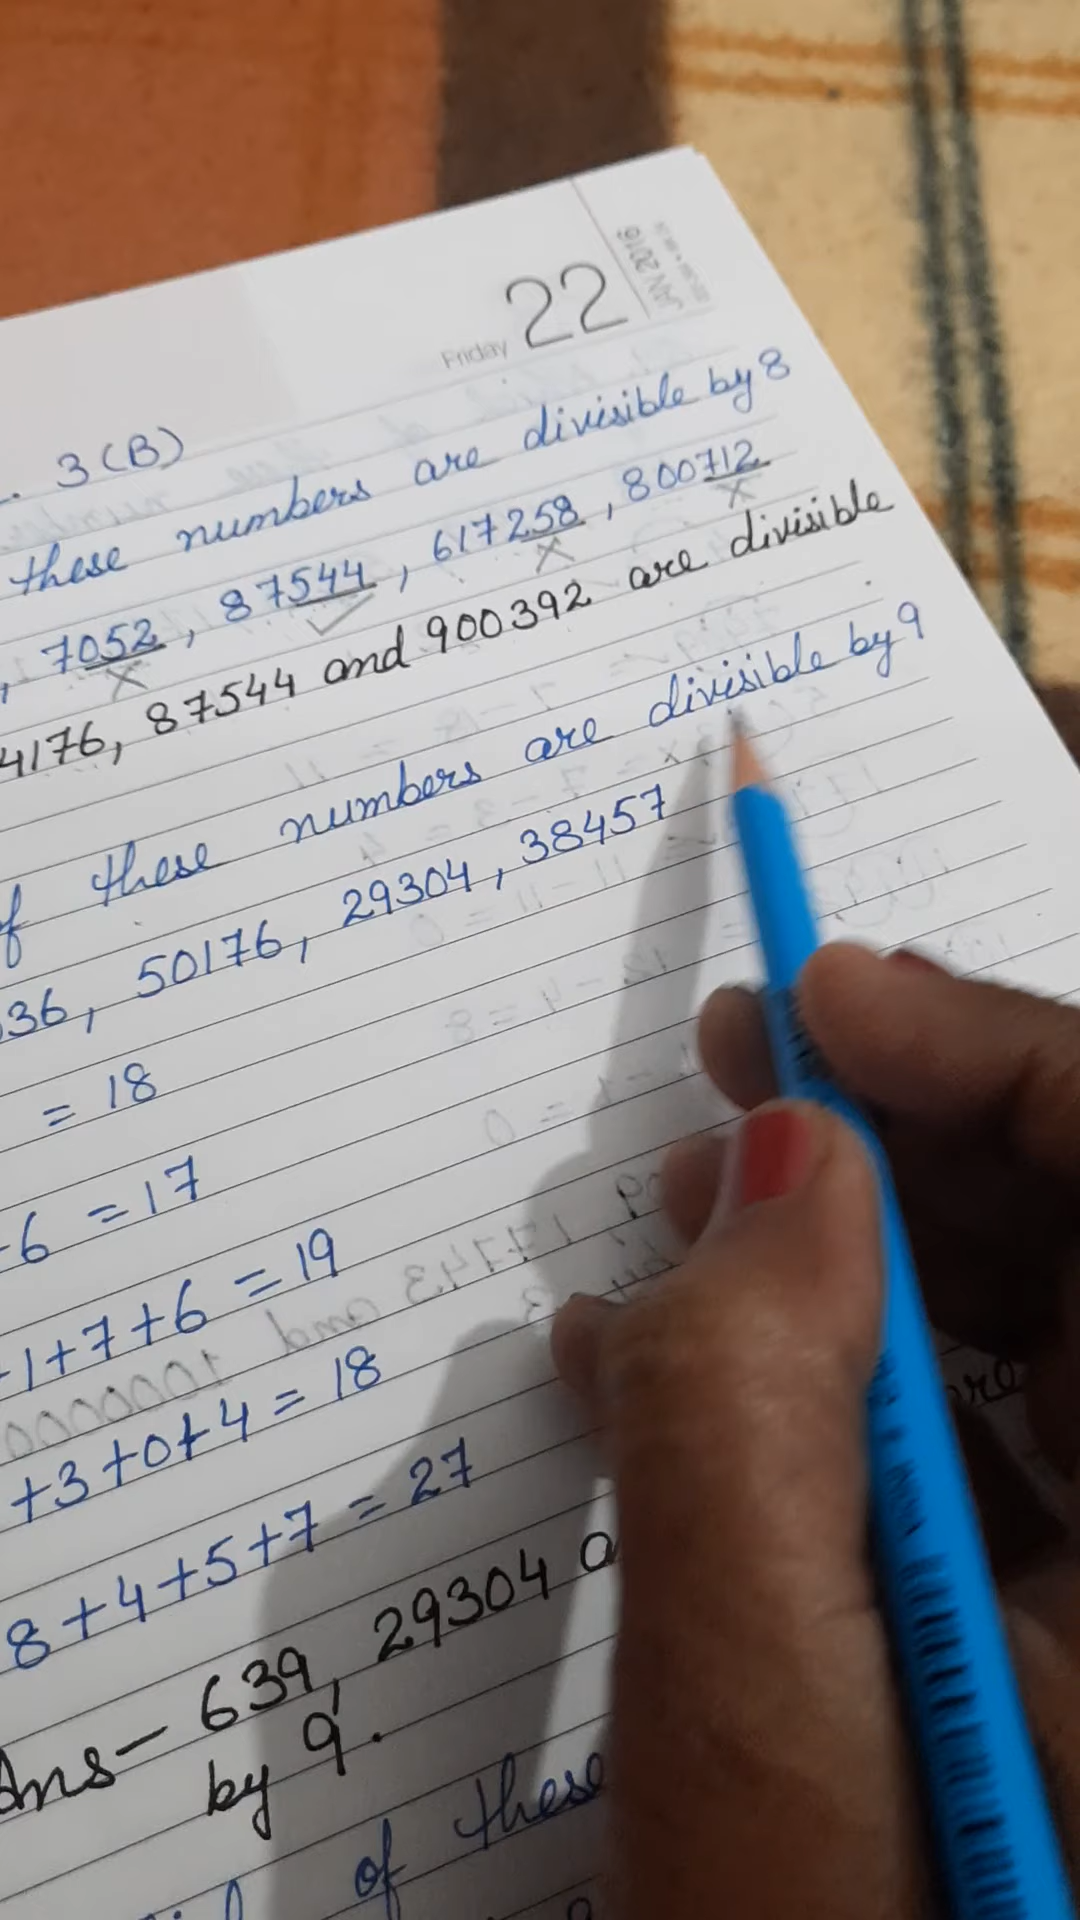 22
Friday
JAN 2016
3(B)
these numbers are divisible by 8
, 7052, 87544, 617258, 800712
4176, 87544 and 900392 are divisible
of these numbers are divisible by 9
36, 50176, 29304, 38457
= 18
6 = 17
1+7+6 = 19
+3+0+4 = 18
8+4+5+7 = 27
Ans- 639, 29304
by 9.
of these